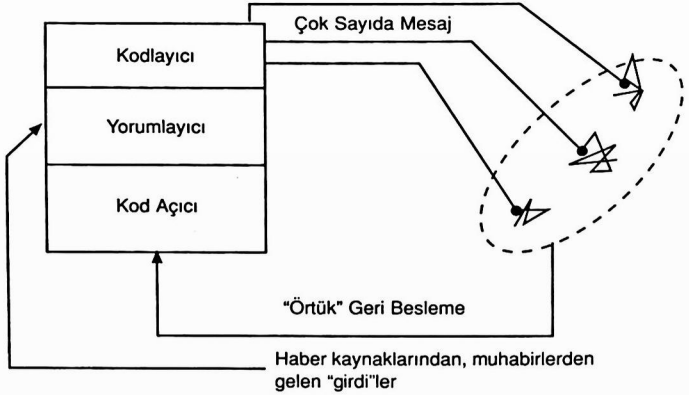 Çok Sayıda Mesaj
Kodlayıcı
Yorumlayıcı
Kod Açıcı
“Örtük” Geri Besleme
Haber kaynaklarından, muhabirlerden
gelen “girdi”ler